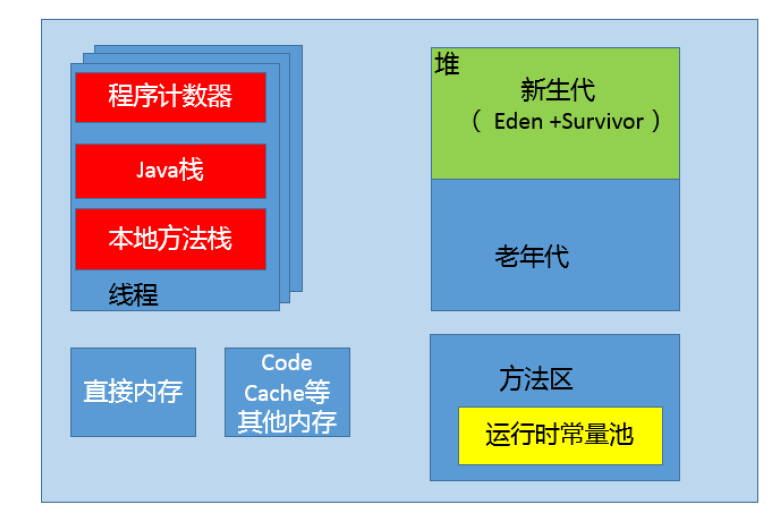 程序计数器
Java栈
本地方法栈
线程
堆
新生代
（ Eden +Survivor ）
老年代
直接内存
Code
Cache等
其他内存
方法区
运行时常量池